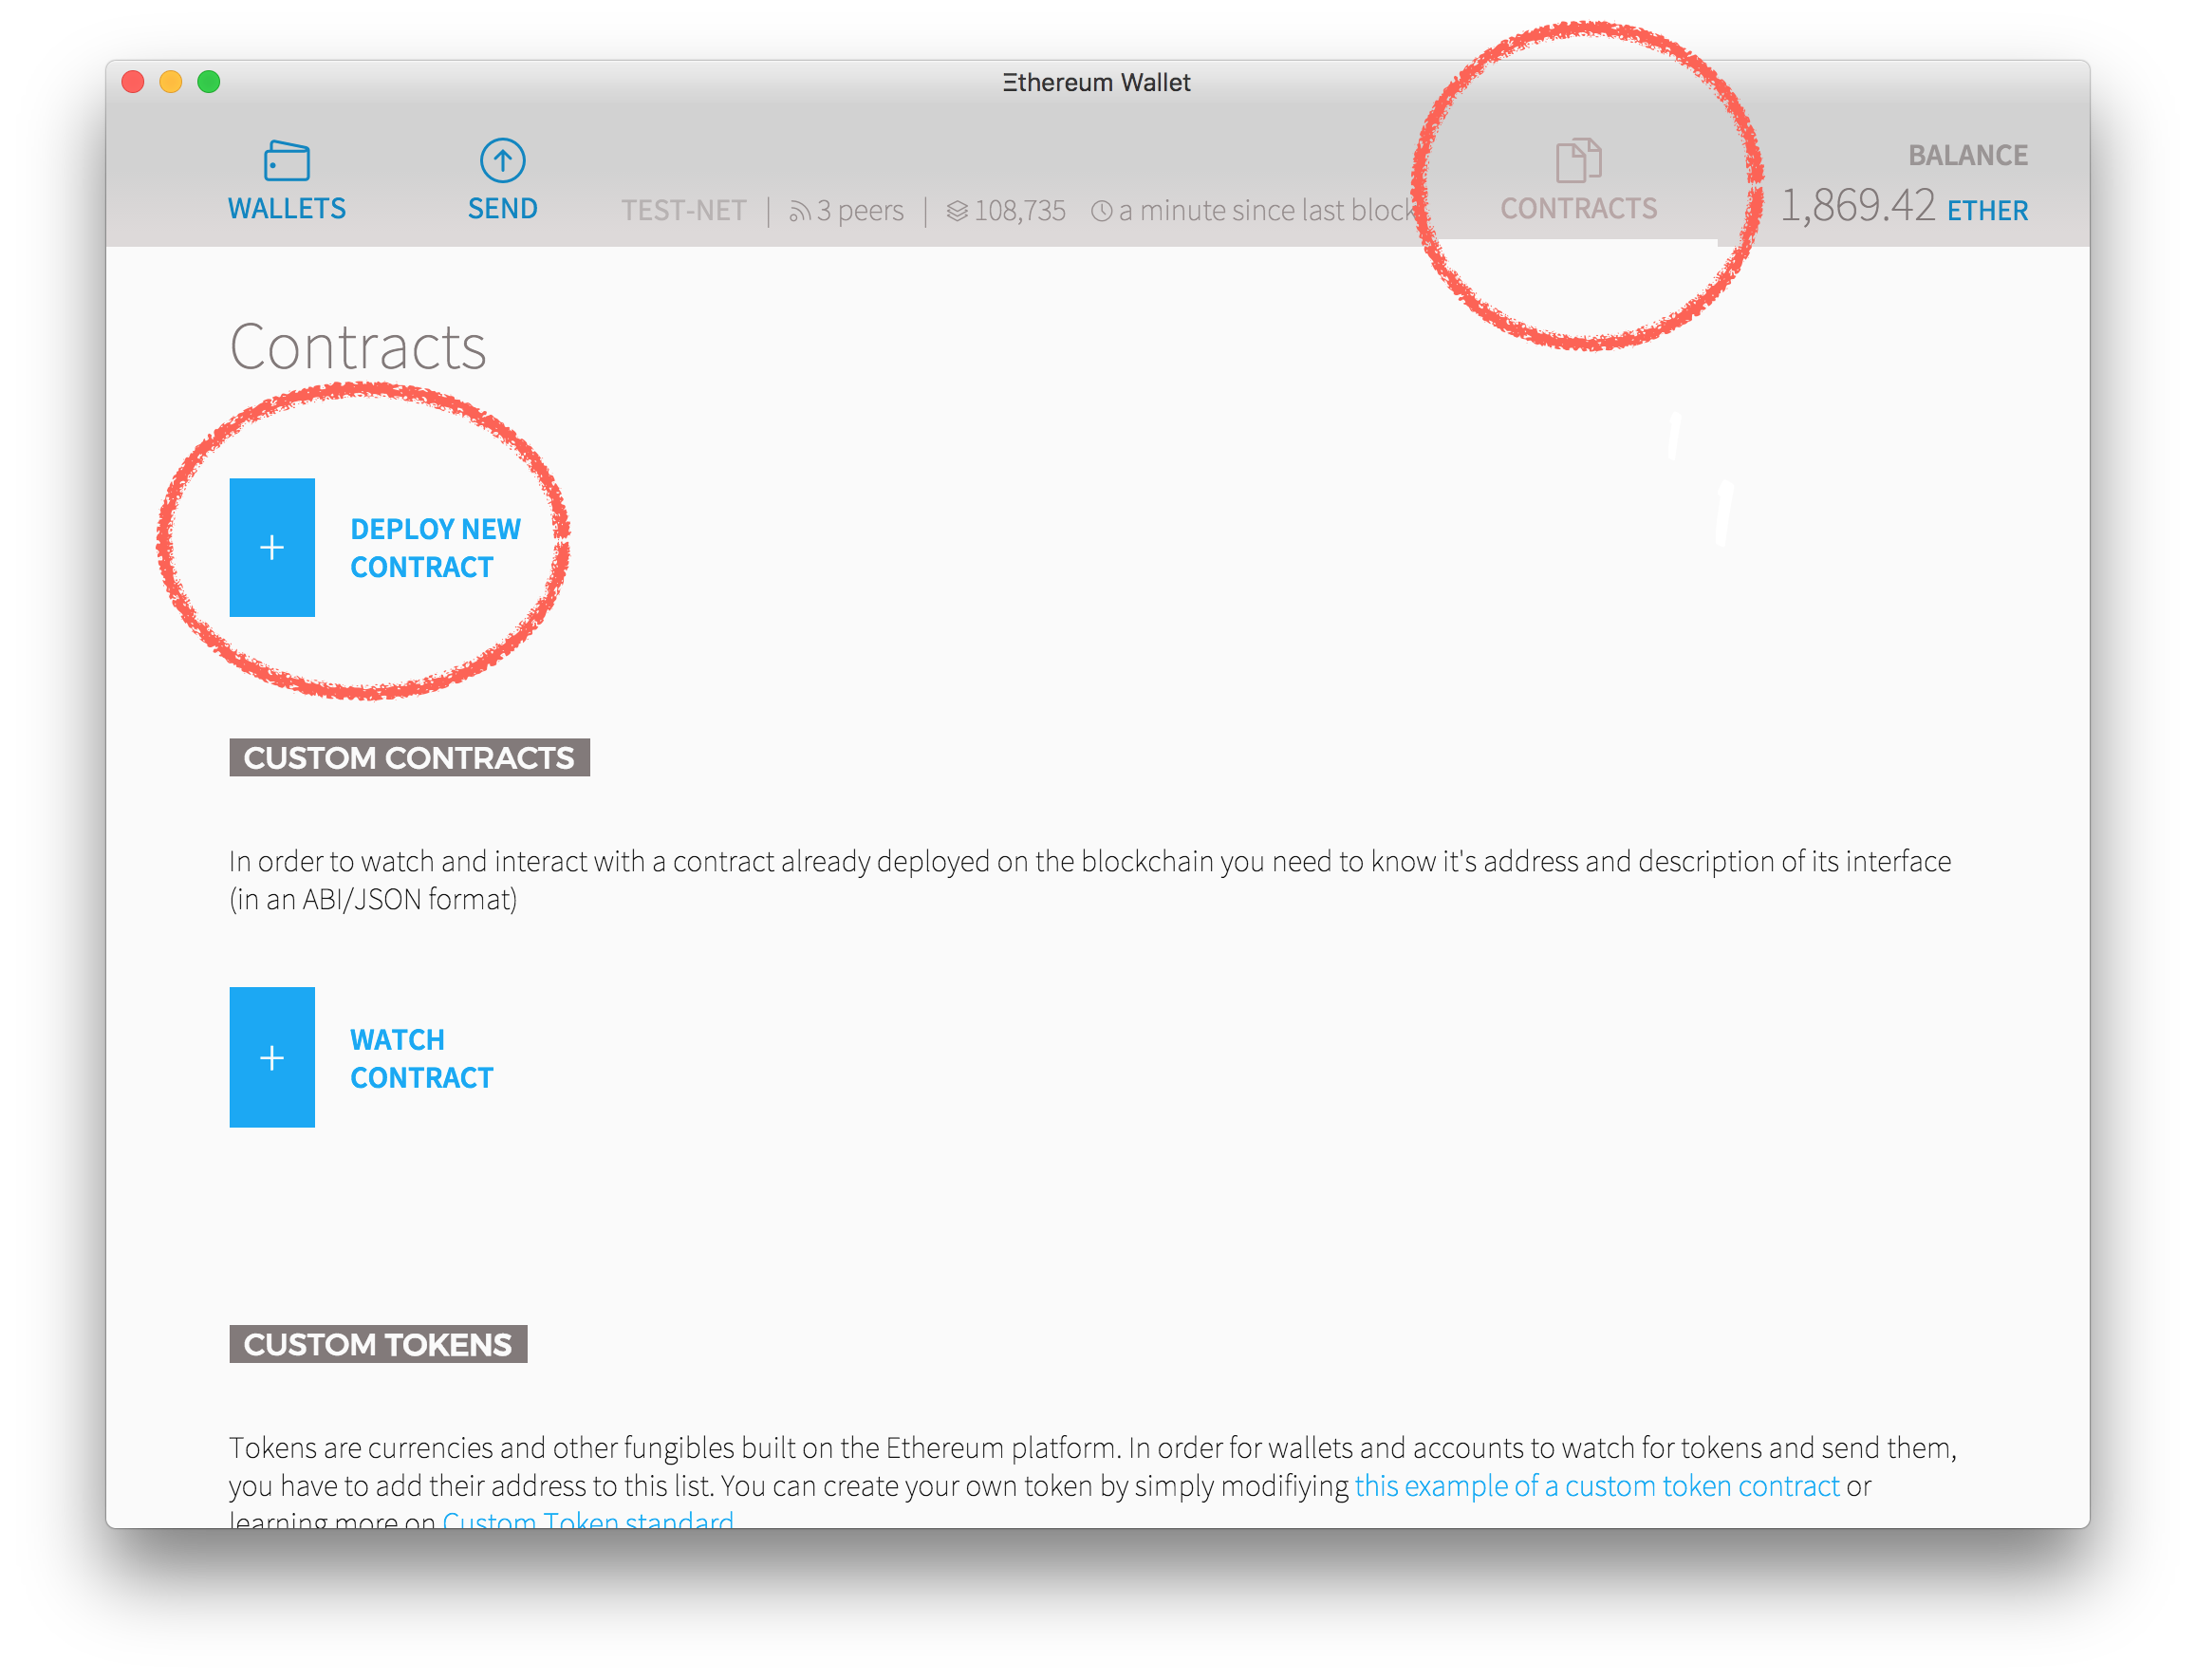 Ξthereum Wallet
WALLETS
SEND
TEST-NET | 3 peers | 108,735 a minute since last block
CONTRACTS
BALANCE
1,869.42 ETHER
Contracts
+
DEPLOY NEW
CONTRACT
CUSTOM CONTRACTS
In order to watch and interact with a contract already deployed on the blockchain you need to know it's address and description of its interface
(in an ABI/JSON format)
+
WATCH
CONTRACT
CUSTOM TOKENS
Tokens are currencies and other fungibles built on the Ethereum platform. In order for wallets and accounts to watch for tokens and send them,
you have to add their address to this list. You can create your own token by simply modifiying this example of a custom token contract or
learning more on Custom Token standard